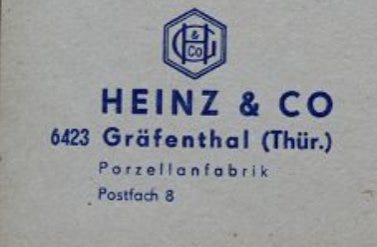 H & Co G
HEINZ & CO
6423 Gräfenthal (Thür.)
Porzellanfabrik
Postfach 8